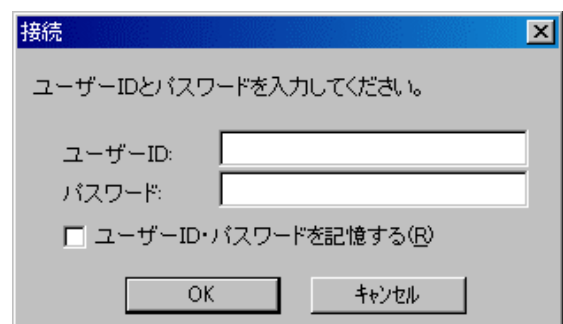 接続
ユーザーIDとパスワードを入力してください。
ユーザーID:
パスワード:
ユーザーID・パスワードを記憶する(R)
OK ｷｬﾝｾﾙ